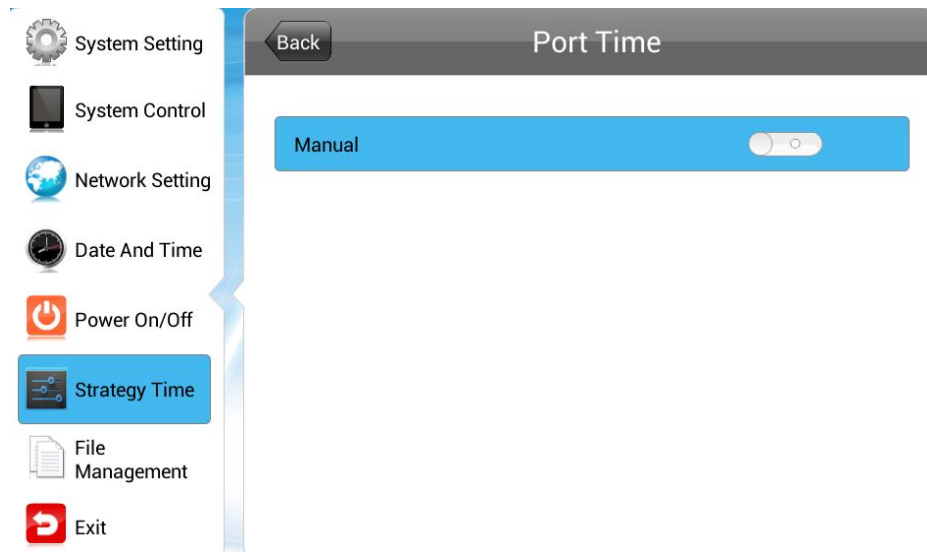 System Setting
System Control
Network Setting
Date And Time
Power On/Off
Strategy Time
File
Management
Exit
Back
Port Time
Manual